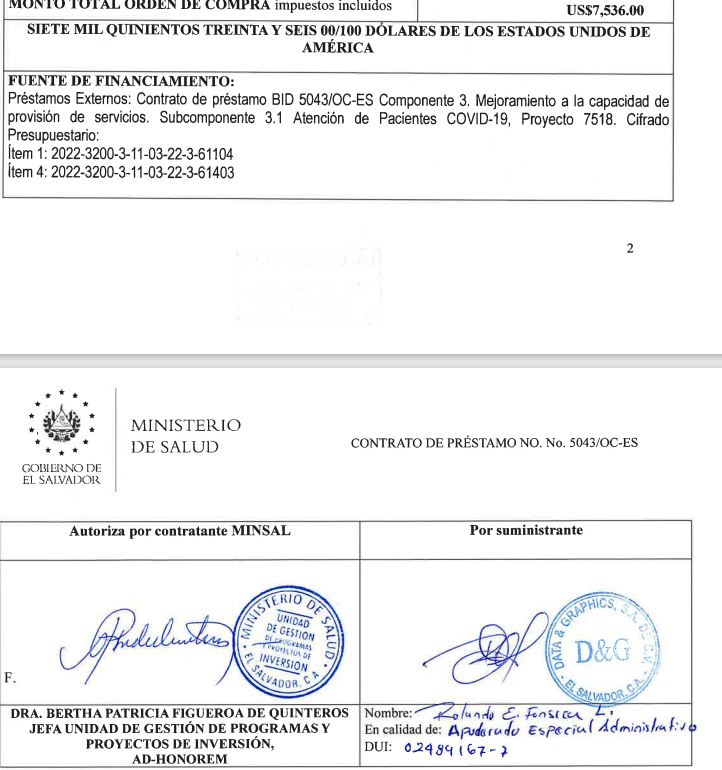 MONTO TOTAL ORDEN DE COMPRA impuestos incluídos
US$7,536.00
SIETE MIL QUINIENTOS TREINTA Y SEIS 00/100 DÓLARES DE LOS ESTADOS UNIDOS DE
AMÉRICA
FUENTE DE FINANCIAMIENTO:
Préstamos Externos: Contrato de préstamo BID 5043/OC-ES Componente 3. Mejoramiento a la capacidad de
provisión de servicios. Subcomponente 3.1 Atención de Pacientes COVID-19, Proyecto 7518. Cifrado
Presupuestario:
Ítem 1: 2022-3200-3-11-03-22-3-61104
Ítem 4: 2022-3200-3-11-03-22-3-61403
2
GOBIERNO DE
EL SALVADOR
MINISTERIO
DE SALUD
CONTRATO DE PRÉSTAMO NO. No. 5043/OC-ES
Autoriza por contratante MINSAL
Por suministrante
MINISTERIO DE SALUD
UNIDAD
DE GESTION
DE PROGRAMAS
Y PROYECTOS DE
INVERSION
EL SALVADOR, C.A.
DATA & GRAPHICS, S.A. DE C.V.
D&G
EL SALVADOR, C.A.
F.
DRA. BERTHA PATRICIA FIGUEROA DE QUINTEROS
JEFA UNIDAD DE GESTIÓN DE PROGRAMAS Y
PROYECTOS DE INVERSIÓN,
AD-HONOREM
Nombre: Rolando E. Fonseca L.
En calidad de: Apoderado Especial Administrativo
DUI: 02484167-7